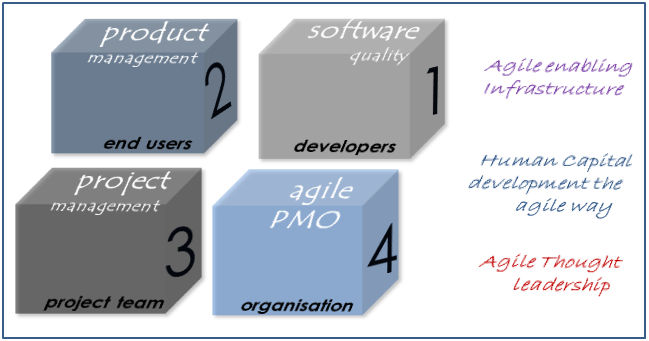 product
management
2
end users
software
quality
1
developers
project
management
3
project team
agile
PMO
4
organisation
Agile enabling
Infrastructure
Human Capital
development the
agile way
Agile Thought
leadership